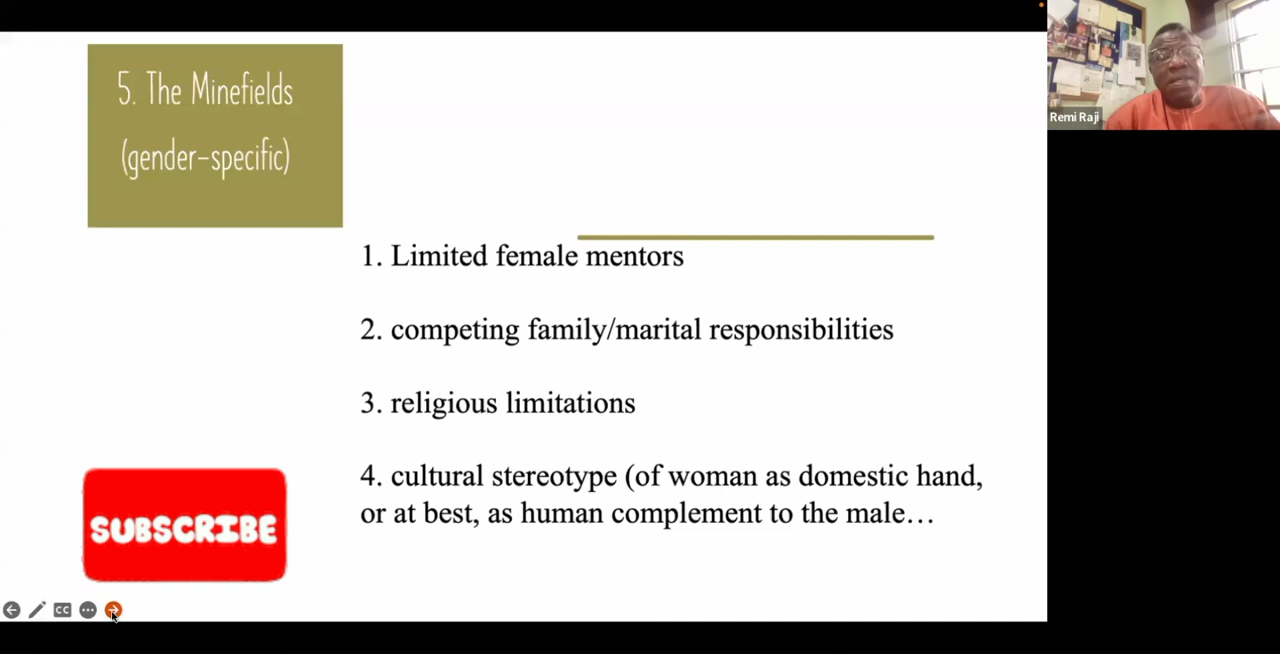 5. The Minefields
(gender-specific)
Remi Raji
1. Limited female mentors
2. competing family/marital responsibilities
3. religious limitations
4. cultural stereotype (of woman as domestic hand,
or at best, as human complement to the male…
SUBSCRIBE
CC